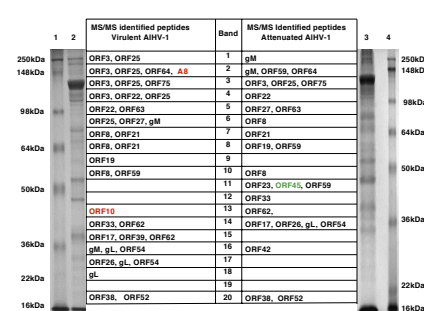 MS/MS identified peptides Virulent AlHV-1 Band MS/MS Identified peptides Attenuated AlHV-1
1 2 3 4
ORF3, ORF25 1 gM
ORF3, ORF25, ORF64, A8 2 gM, ORF59, ORF64
ORF3, ORF25, ORF75 3 ORF3, ORF25, ORF75
ORF3, ORF22, ORF25 4 ORF22
ORF22, ORF63 5 ORF27, ORF63
ORF25, ORF27, gM 6 ORF8
ORF8, ORF21 7 ORF21
ORF8, ORF21 8 ORF19, ORF59
ORF19 9
ORF8, ORF59 10 ORF8
11 ORF23, ORF45, ORF59
12 ORF33
ORF10 13 ORF62,
ORF33, ORF62 14 ORF17, ORF26, gL, ORF54
ORF17, ORF39, ORF62 15
gM, gL, ORF54 16 ORF42
ORF26, gL, ORF54 17
gL 18
19
ORF38, ORF52 20 ORF38, ORF52
250kDa
148kDa
98kDa
64kDa
50kDa
36kDa
22kDa
16kDa
250kDa
148kDa
98kDa
64kDa
50kDa
36kDa
22kDa
16kDa